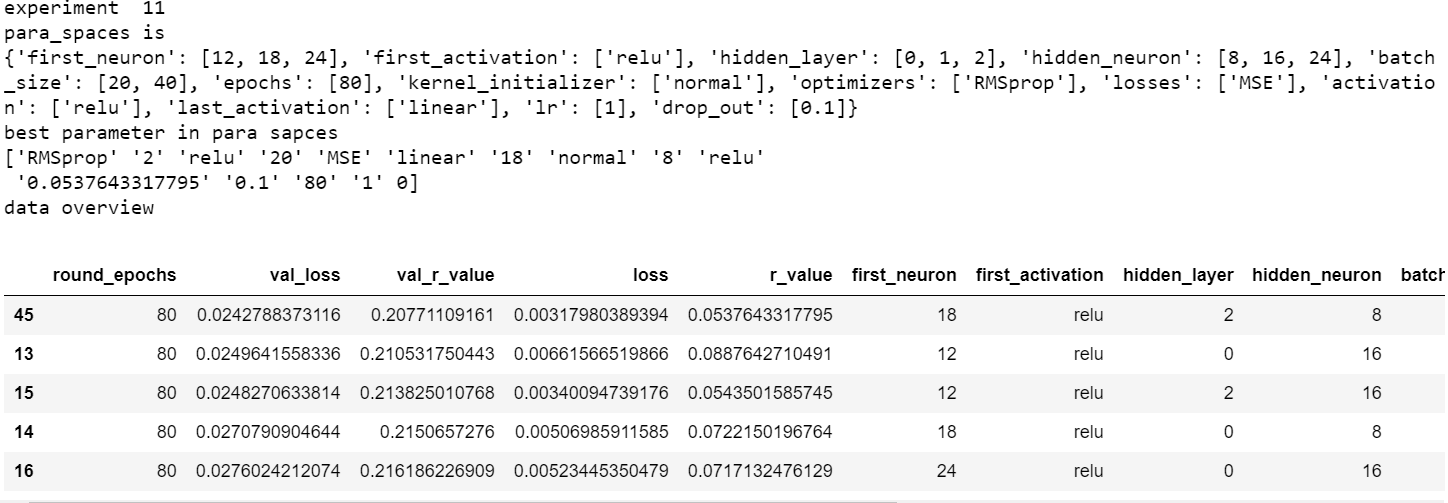 experiment  11
para_spaces is
{'first_neuron': [12, 18, 24], 'first_activation': ['relu'], 'hidden_layer': [0, 1, 2], 'hidden_neuron': [8, 16, 24], 'batch
_size': [20, 40], 'epochs': [80], 'kernel_initializer': ['normal'], 'optimizers': ['RMSprop'], 'losses': ['MSE'], 'activatio
n': ['relu'], 'last_activation': ['linear'], 'lr': [1], 'drop_out': [0.1]}
best parameter in para sapces
['RMSprop' '2' 'relu' '20' 'MSE' 'linear' '18' 'normal' '8' 'relu'
 '0.0537643317795' '0.1' '80' '1' 0]
data overview
round_epochs val_loss val_r_value loss r_value first_neuron first_activation hidden_layer hidden_neuron batch
45 80 0.0242788373116 0.20771109161 0.00317980389394 0.0537643317795 18 relu 2 8
13 80 0.0249641558336 0.210531750443 0.00661566519866 0.0887642710491 12 relu 0 16
15 80 0.0248270633814 0.213825010768 0.00340094739176 0.0543501585745 12 relu 2 16
14 80 0.0270790904644 0.2150657276 0.00506985911585 0.0722150196764 18 relu 0 8
16 80 0.0276024212074 0.216186226909 0.00523445350479 0.0717132476129 24 relu 0 16